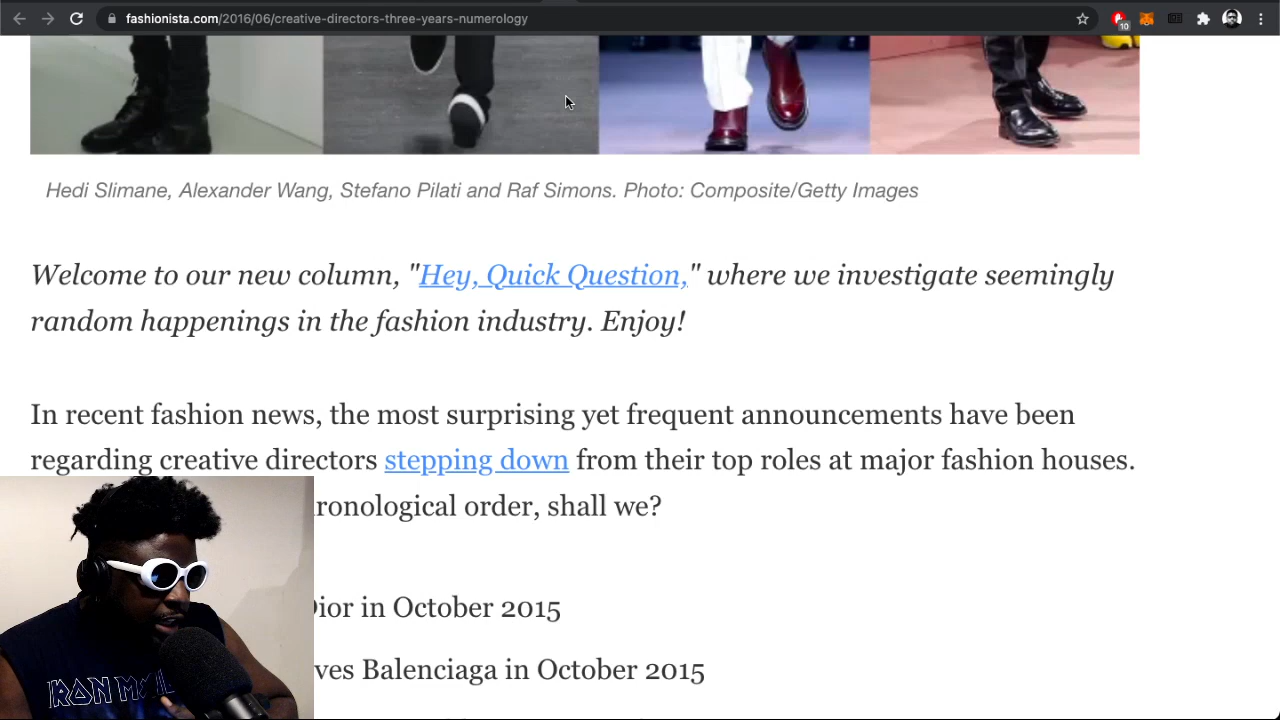 fashionista.com/2016/06/creative-directors-three-years-numerology
10
Hedi Slimane, Alexander Wang, Stefano Pilati and Raf Simons. Photo: Composite/Getty Images
Welcome to our new column, "Hey, Quick Question," where we investigate seemingly
random happenings in the fashion industry. Enjoy!
In recent fashion news, the most surprising yet frequent announcements have been
regarding creative directors stepping down from their top roles at major fashion houses.
order, shall we?
Dior in October 2015
Balenciaga in October 2015
IRON